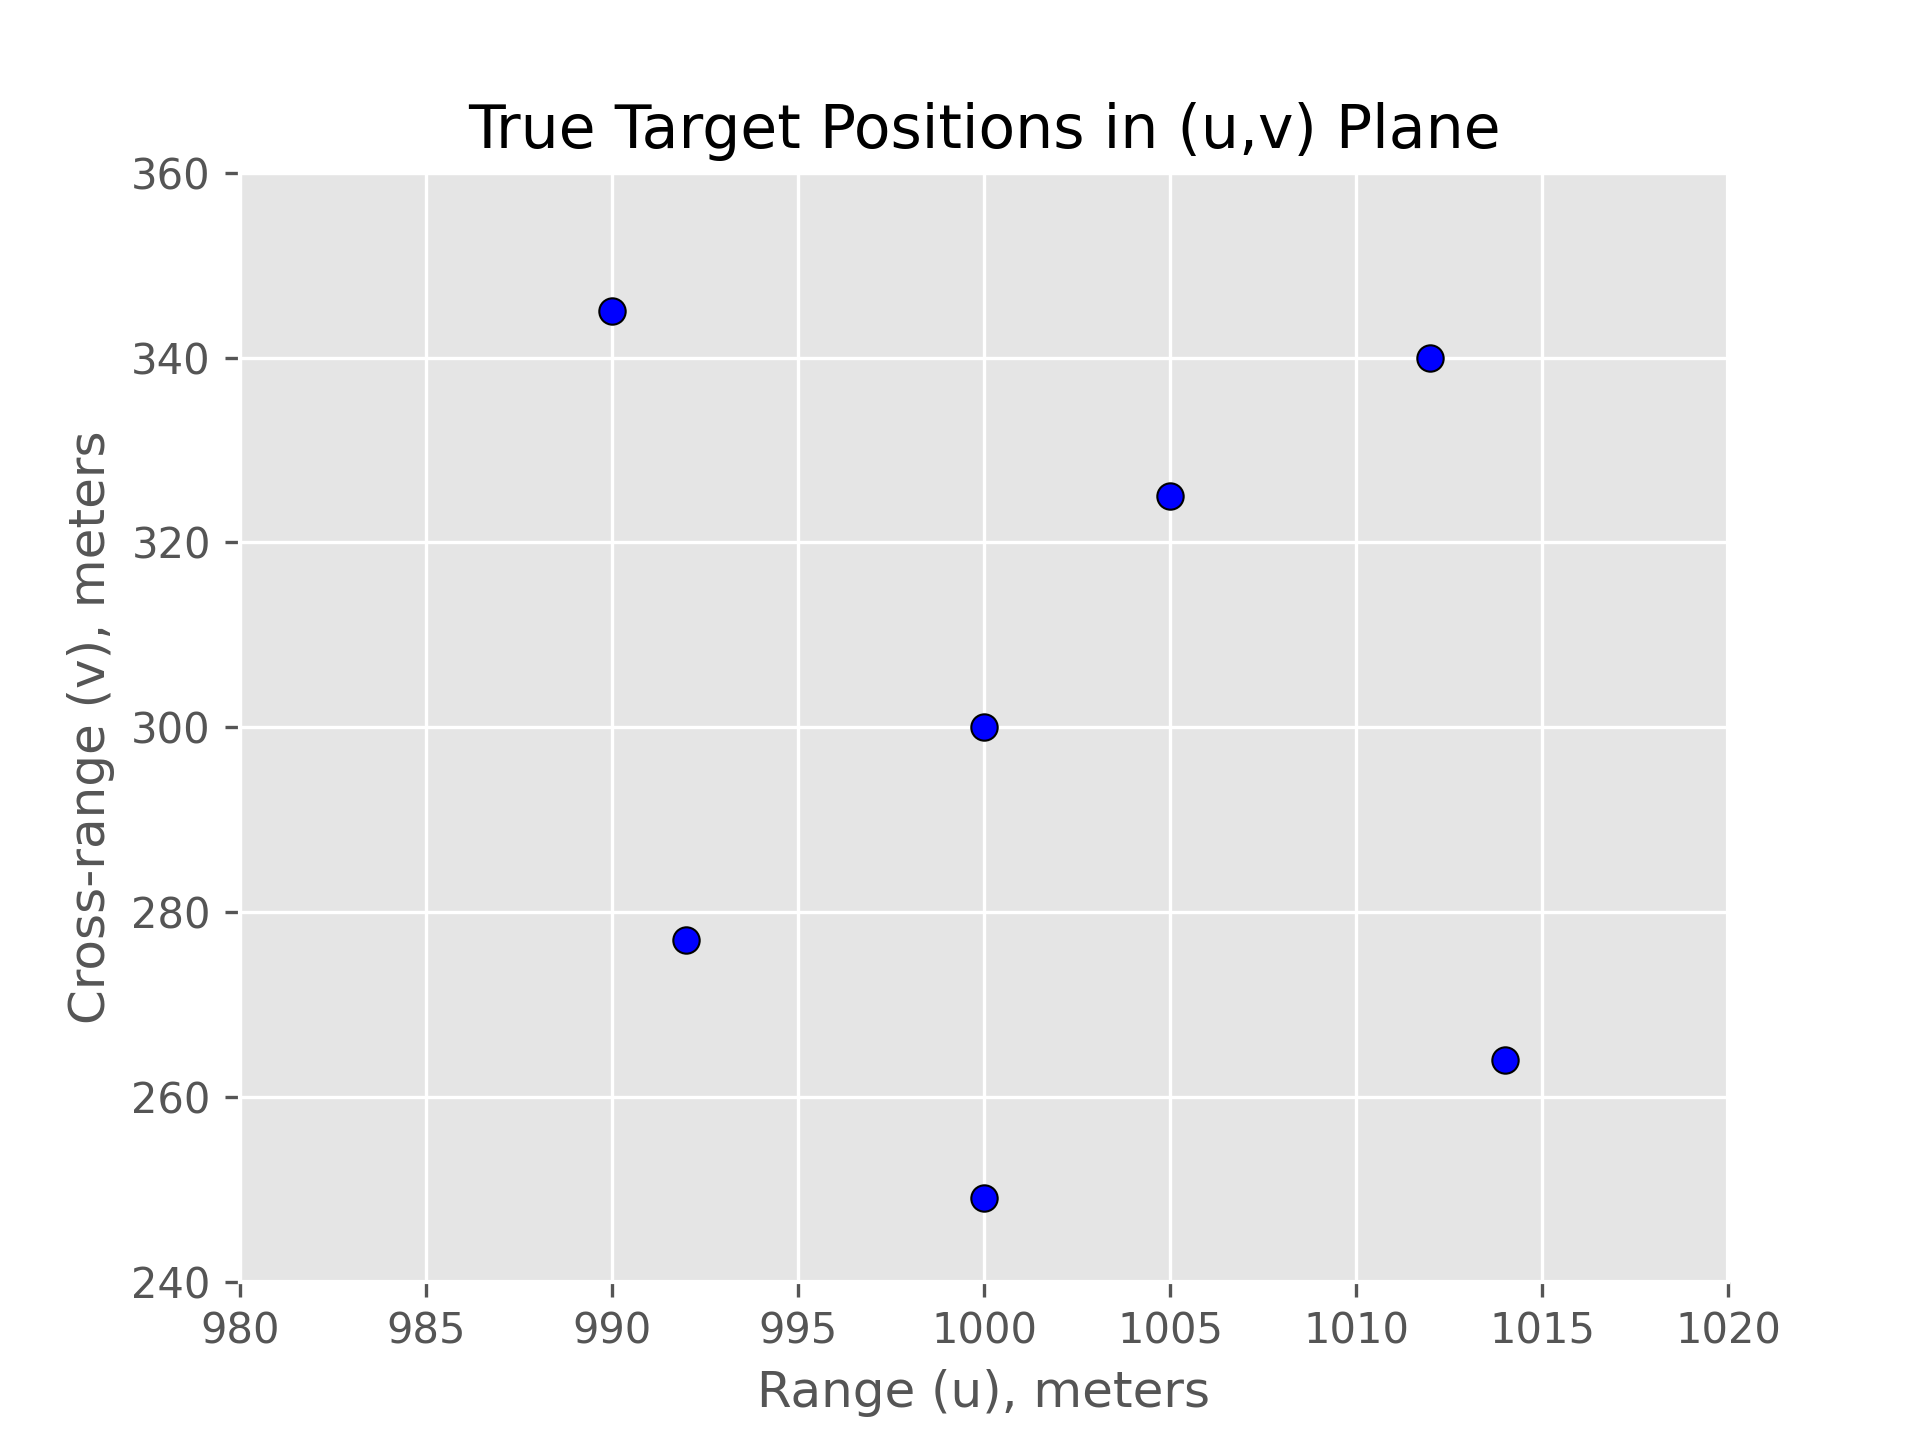 True Target Positions in (u,v) Plane
360
340
320
300
280
260
240
Cross-range (v), meters
980 985 990 995 1000 1005 1010 1015 1020
Range (u), meters